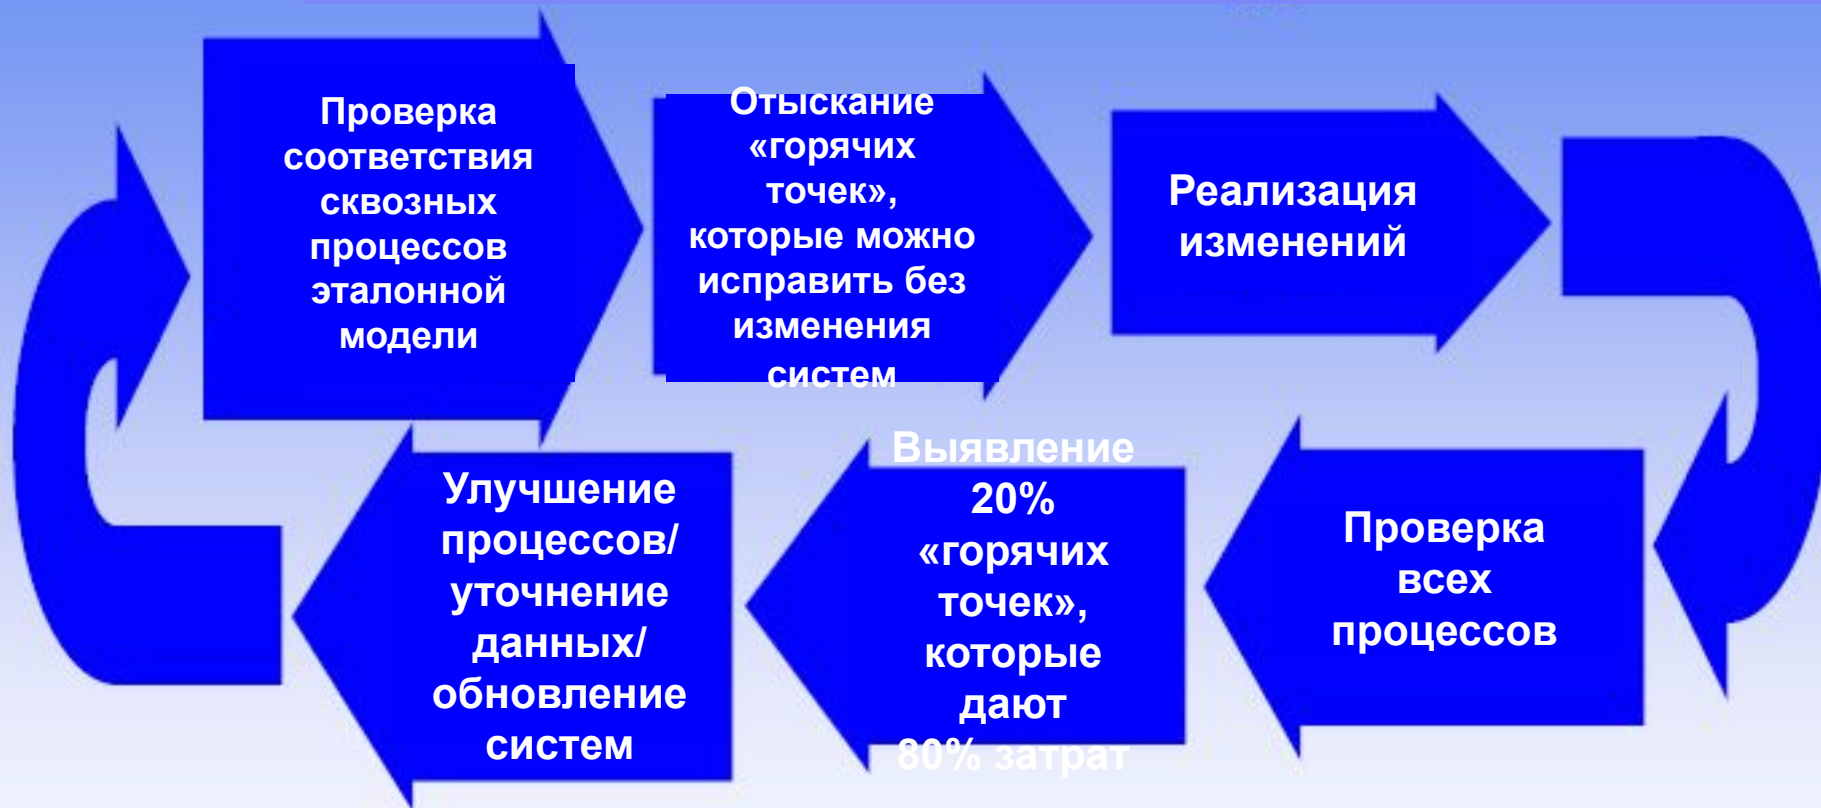 Проверка
соответствия
сквозных
процессов
эталонной
модели
Отыскание
«горячих
точек»,
которые можно
исправить без
изменения
систем
Реализация
изменений
Проверка
всех
процессов
Выявление
20%
«горячих
точек»,
которые
дают
80% затрат
Улучшение
процессов/
уточнение
данных/
обновление
систем